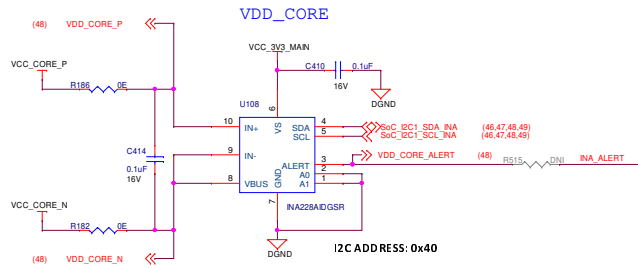 VDD_CORE
(48) VDD_CORE_P
VCC_CORE_P
R186 0E
VCC_3V3_MAIN
C410 0.1uF
16V
DGND
U108
6
VS
10 IN+
9 IN-
8 VBUS
SDA 4
SCL 5
ALERT 3
A0 2
A1 1
GND
7
INA228AIDGSR
DGND
SoC_I2C1_SDA_INA (46,47,48,49)
SoC_I2C1_SCL_INA (46,47,48,49)
VDD_CORE_ALERT (48)
R515 DNI INA_ALERT
C414
0.1uF
16V
VCC_CORE_N
R182 0E
(48) VDD_CORE_N
I2C ADDRESS: 0x40